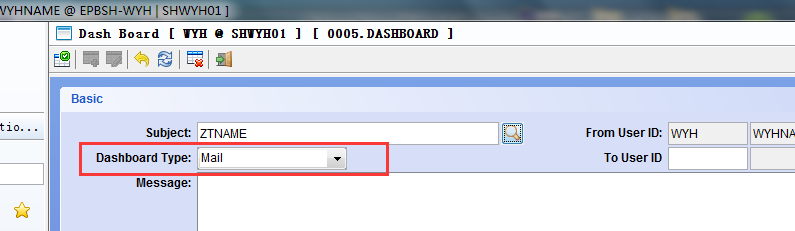 WYHNAME @ EPBSH-WYH | SHWYH01 ]
Dash Board [ WYH @ SHWYH01 ] [ 0005.DASHBOARD ]
Basic
Subject: ZTNAME From User ID: WYH WYHNA
tio... Dashboard Type: Mail To User ID
Message: